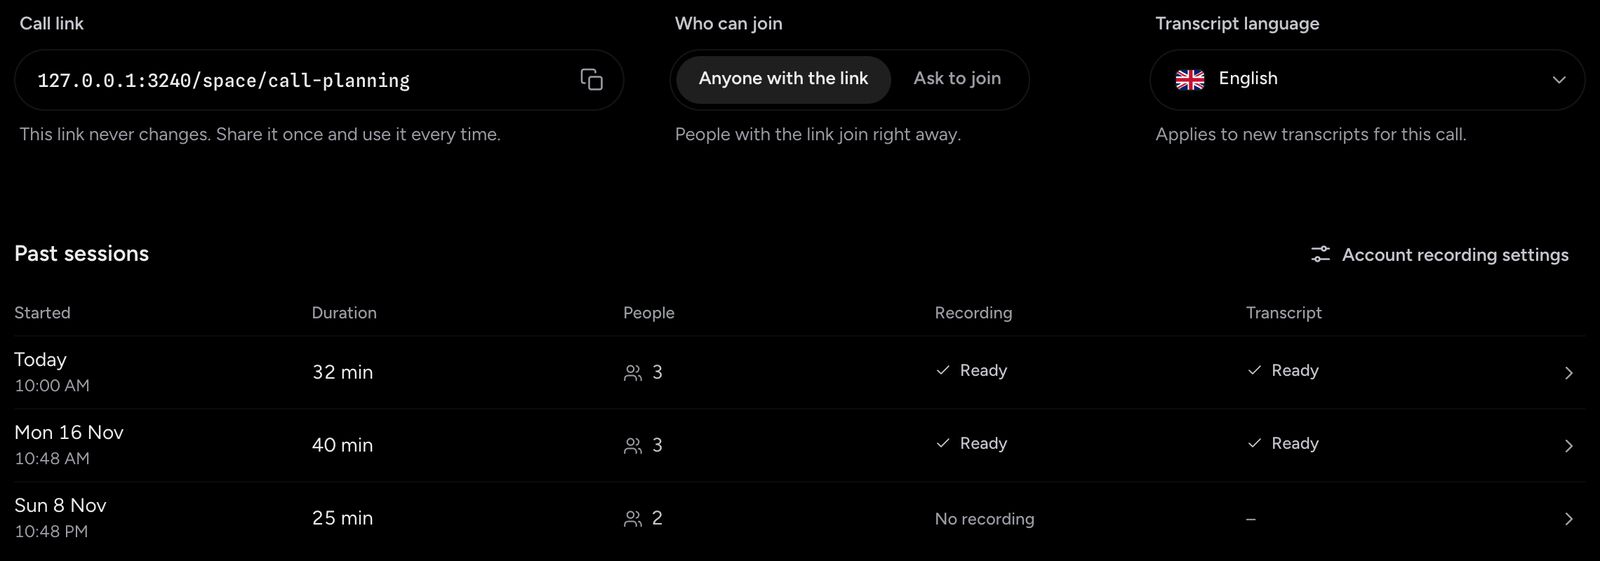 Call link
Who can join
Transcript language
127.0.0.1:3240/space/call-planning
Anyone with the link
Ask to join
English
This link never changes. Share it once and use it every time.
People with the link join right away.
Applies to new transcripts for this call.
Past sessions
Account recording settings
Started Duration People Recording Transcript
Today
10:00 AM
32 min 3 Ready Ready
Mon 16 Nov
10:48 AM
40 min 3 Ready Ready
Sun 8 Nov
10:48 PM
25 min 2 No recording –